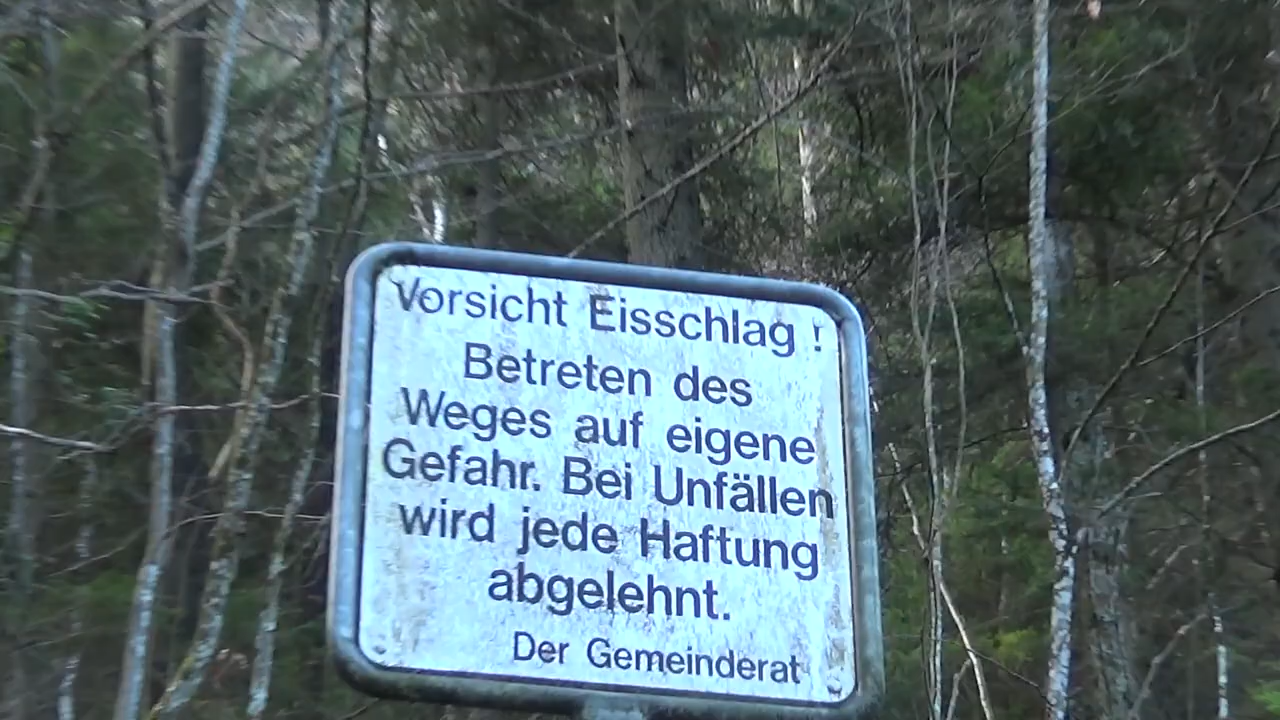 Vorsicht Eisschlag !
Betreten des
Weges auf eigene
Gefahr. Bei Unfällen
wird jede Haftung
abgelehnt.
Der Gemeinderat